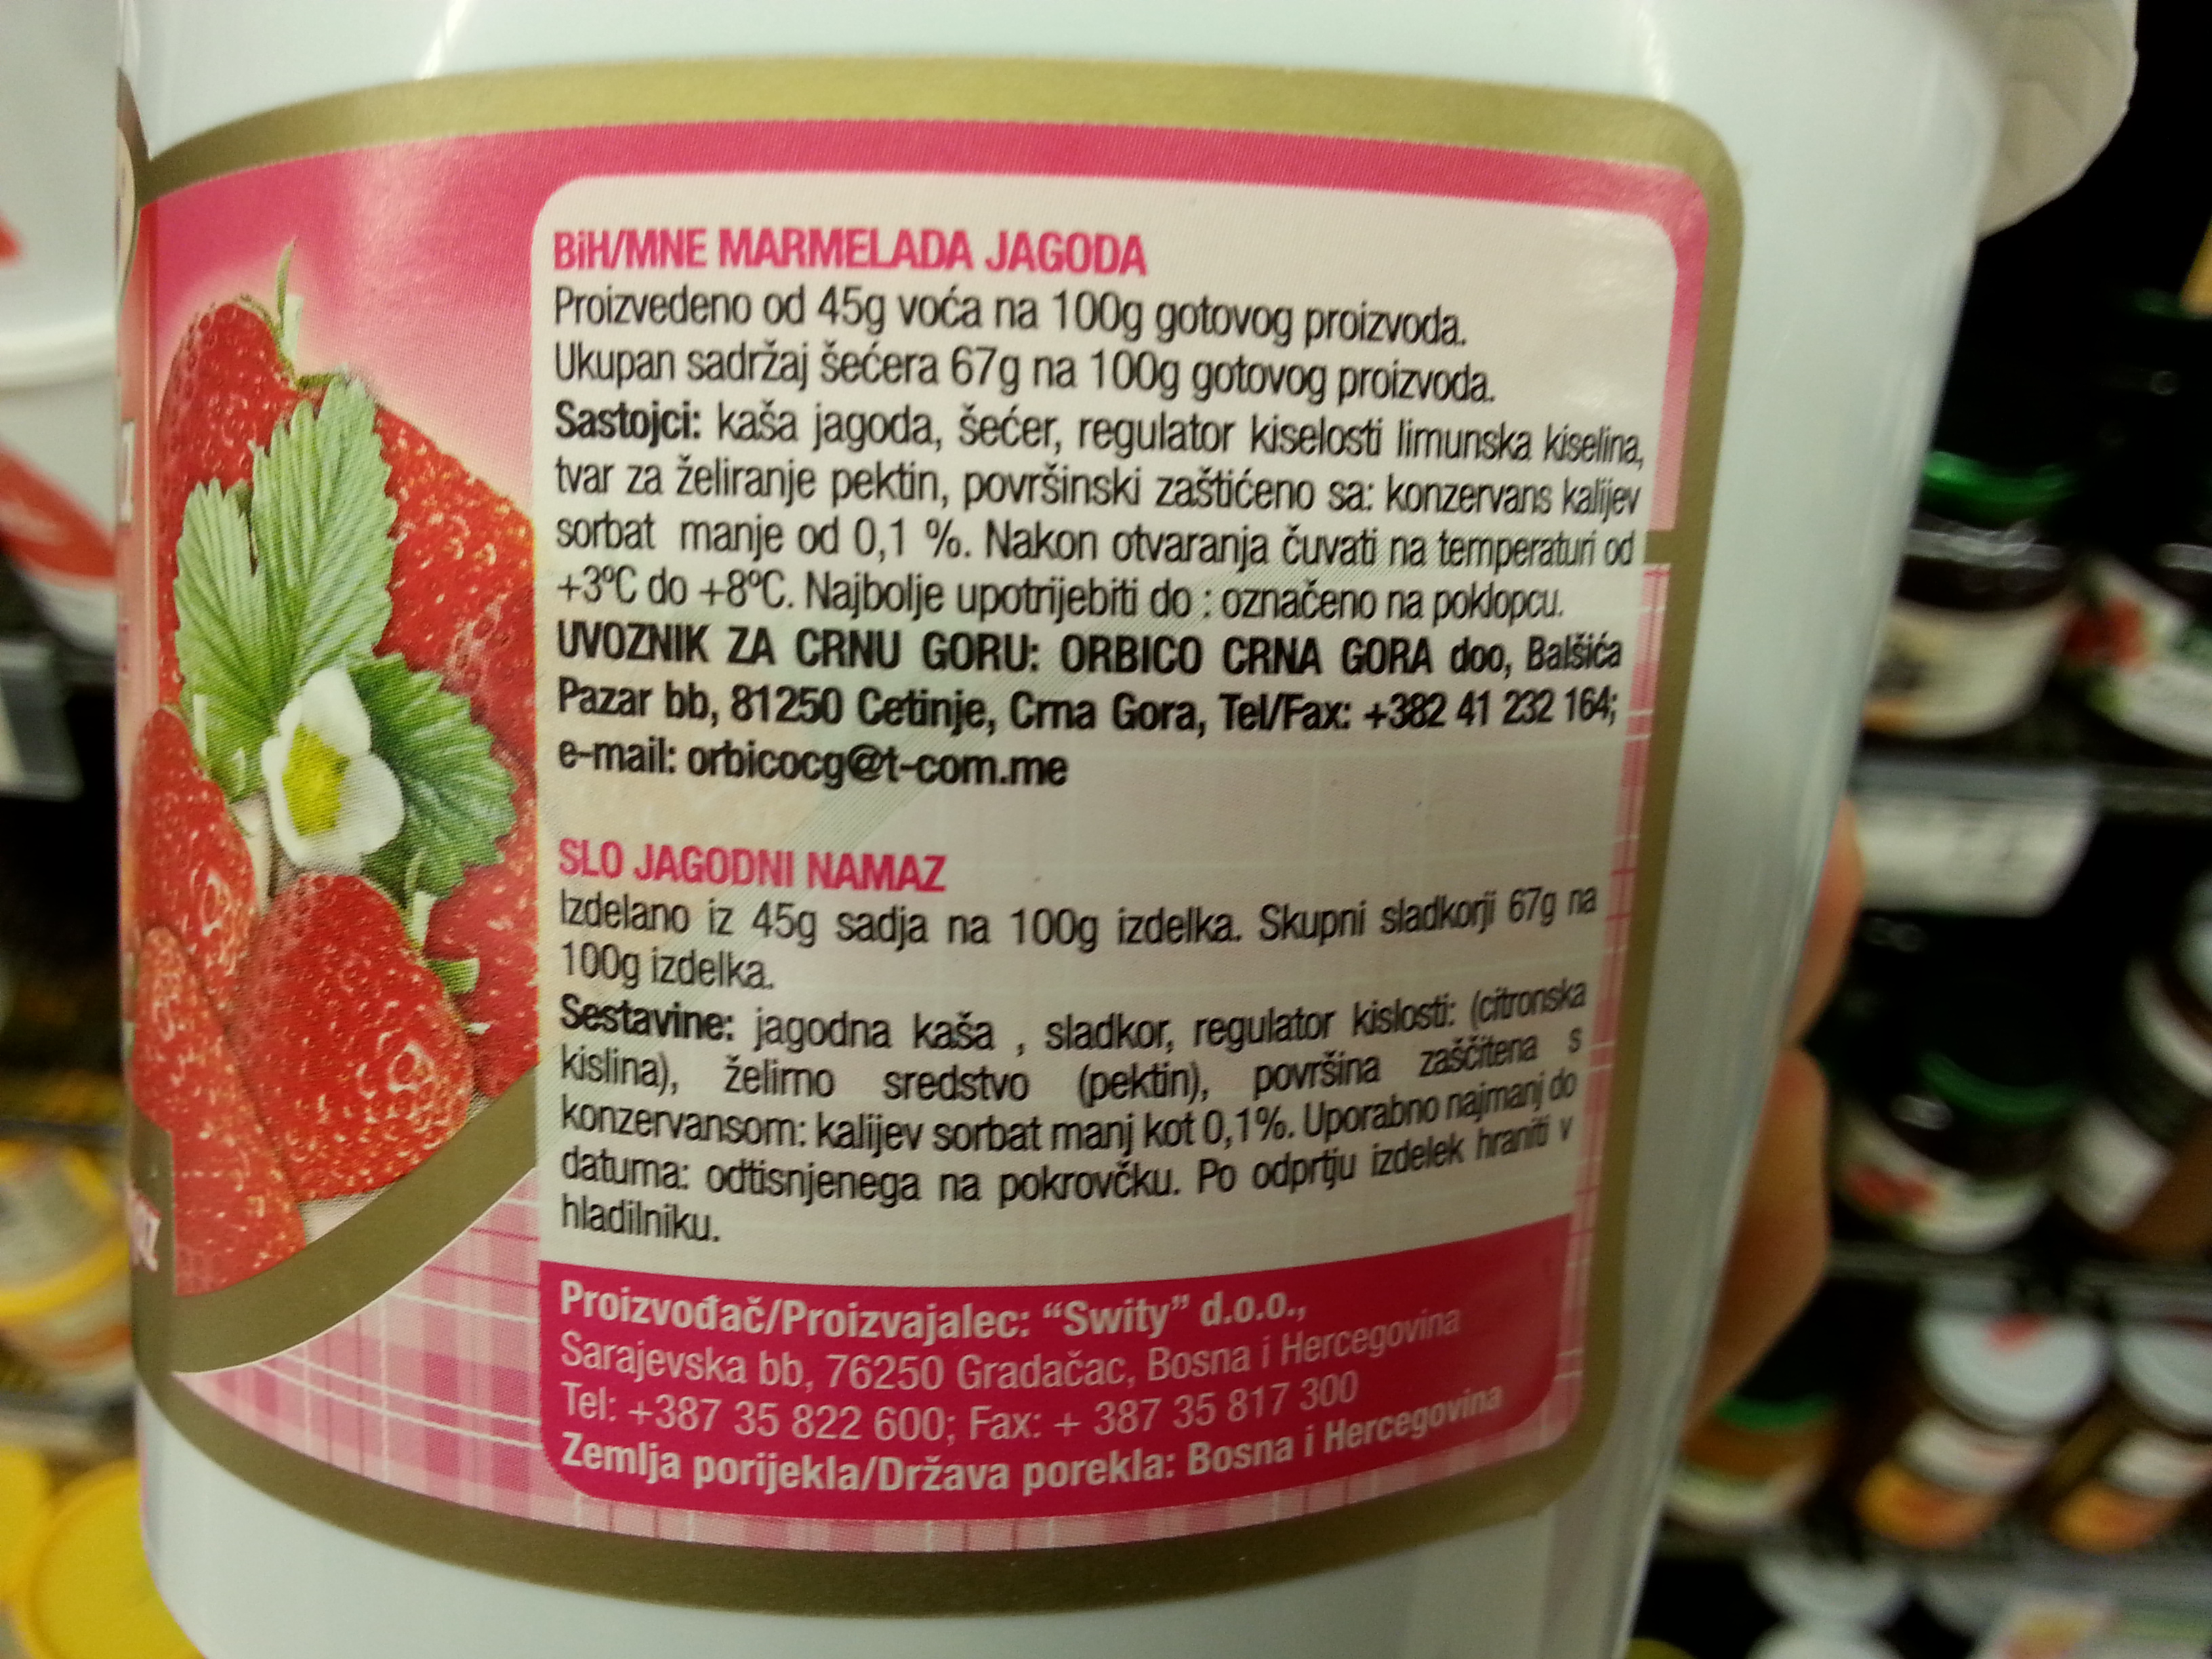 BiH/MNE MARMELADA JAGODA
Proizvedeno od 45g voća na 100g gotovog proizvoda.
Ukupan sadržaj šećera 67g na 100g gotovog proizvoda.
Sastojci: kaša jagoda, šećer, regulator kiselosti limunska kiselina,
tvar za želiranje pektin, površinski zaštićeno sa: konzervans kalijev
sorbat manje od 0,1 %. Nakon otvaranja čuvati na temperaturi od
+3ºC do +8ºC. Najbolje upotrijebiti do : označeno na poklopcu.
UVOZNIK ZA CRNU GORU: ORBICO CRNA GORA doo, Balšića
Pazar bb, 81250 Cetinje, Crna Gora, Tel/Fax: +382 41 232 164;
e-mail: orbicocg@t-com.me
SLO JAGODNI NAMAZ
Izdelano iz 45g sadja na 100g izdelka. Skupni sladkorji 67g na
100g izdelka.
Sestavine: jagodna kaša , sladkor, regulator kislosti: (citronska
kislina), želirno sredstvo (pektin), površina zaščitena s
konzervansom: kalijev sorbat manj kot 0,1%. Uporabno najmanj do
datuma: odtisnjenega na pokrovčku. Po odprtju izdelek hraniti v
hladilniku.
Proizvođač/Proizvajalec: “Swity” d.o.o.,
Sarajevska bb, 76250 Gradačac, Bosna i Hercegovina
Tel: +387 35 822 600; Fax: + 387 35 817 300
Zemlja porijekla/Država porekla: Bosna i Hercegovina